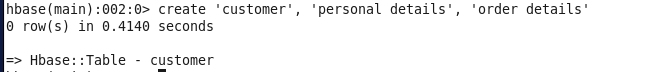 hbase(main):002:0> create 'customer', 'personal details', 'order details'
0 row(s) in 0.4140 seconds
=> Hbase::Table - customer